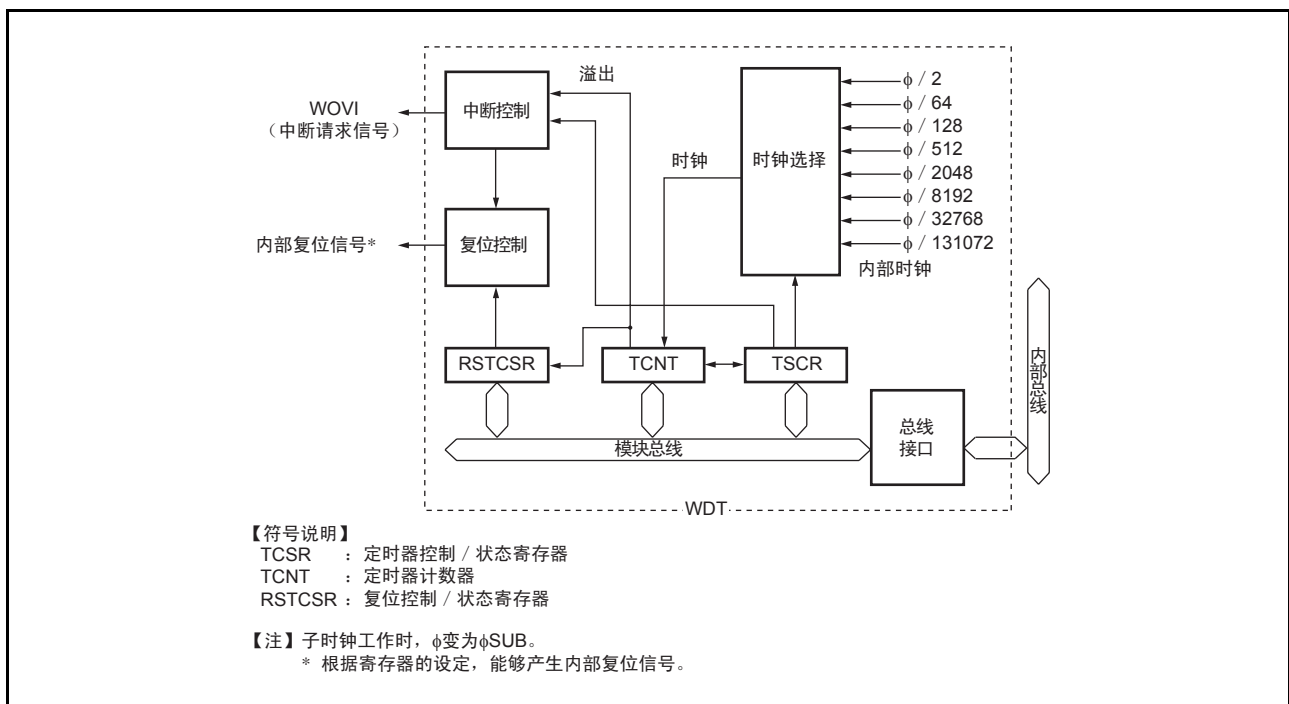 溢出
φ / 2
φ / 64
φ / 128
φ / 512
φ / 2048
φ / 8192
φ / 32768
φ / 131072
内部时钟
WOVI
（中断请求信号）
中断控制
时钟
时钟选择
内部复位信号*
复位控制
RSTCSR
TCNT
TSCR
内部总线
总线
接口
模块总线
WDT
【符号说明】
TCSR ：定时器控制 / 状态寄存器
TCNT ：定时器计数器
RSTCSR ：复位控制 / 状态寄存器
【注】子时钟工作时，φ变为φSUB。
* 根据寄存器的设定，能够产生内部复位信号。